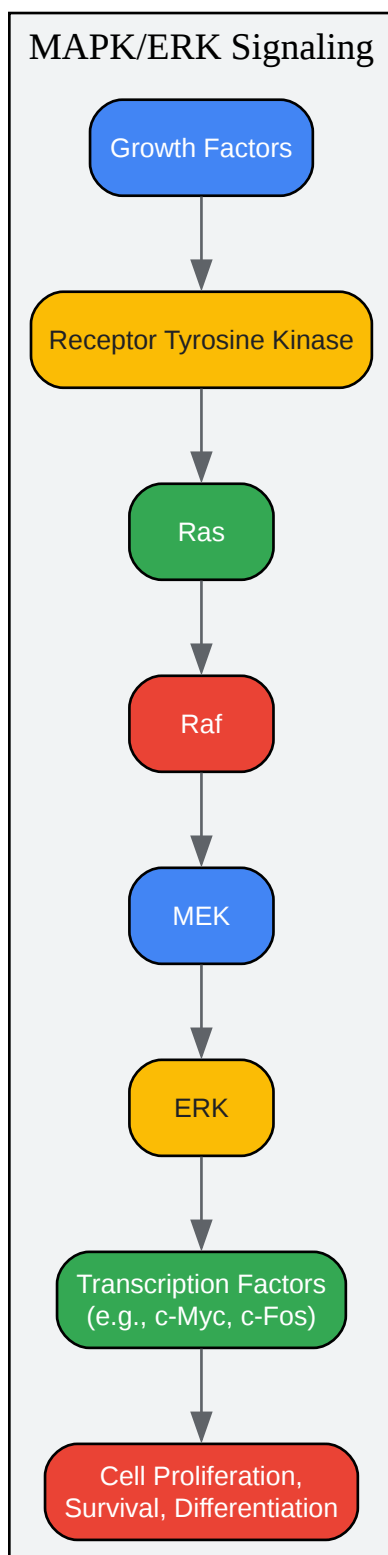 MAPK/ERK Signaling
Growth Factors
Receptor Tyrosine Kinase
Ras
Raf
MEK
ERK
Transcription Factors
(e.g., c-Myc, c-Fos)
Cell Proliferation,
Survival, Differentiation